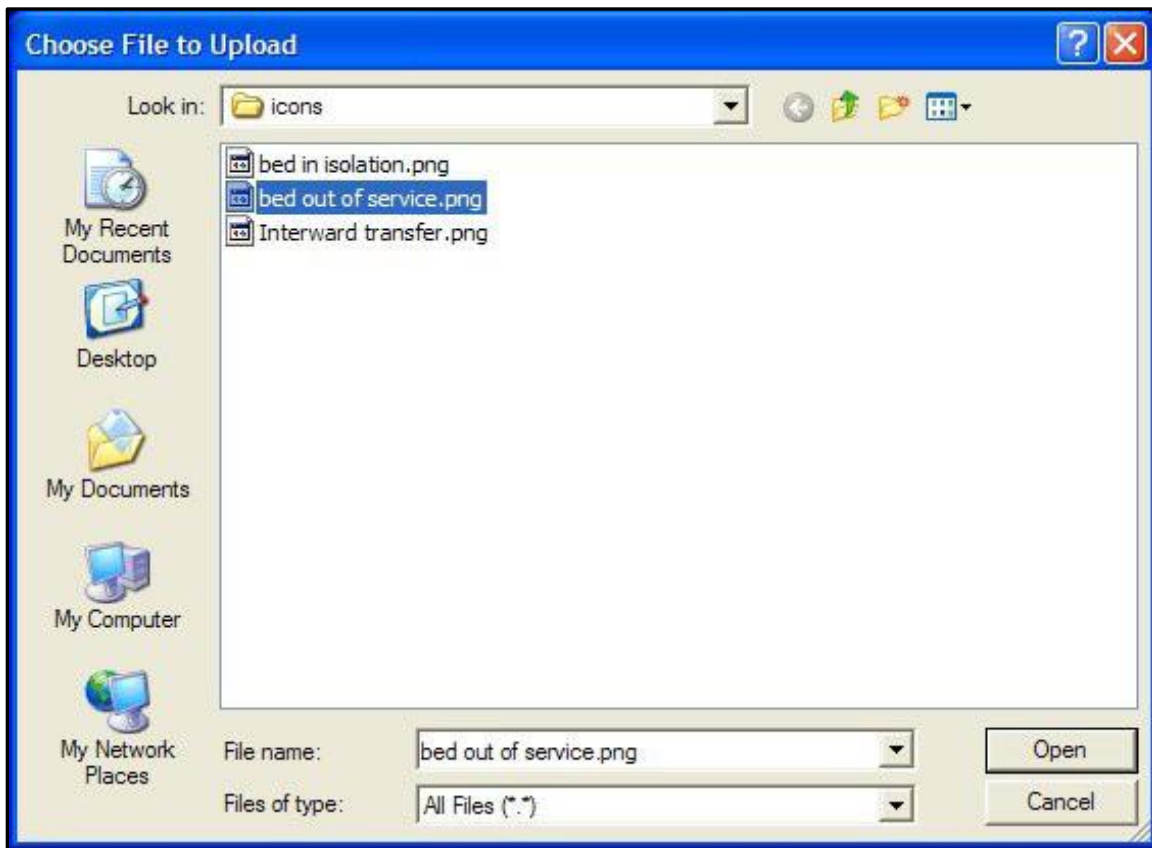 Choose File to Upload
Look in:
icons
bed in isolation.png
bed out of service.png
Interward transfer.png
My Recent
Documents
Desktop
My Documents
My Computer
My Network
Places
File name:
bed out of service.png
Open
Files of type:
All Files (*.*)
Cancel